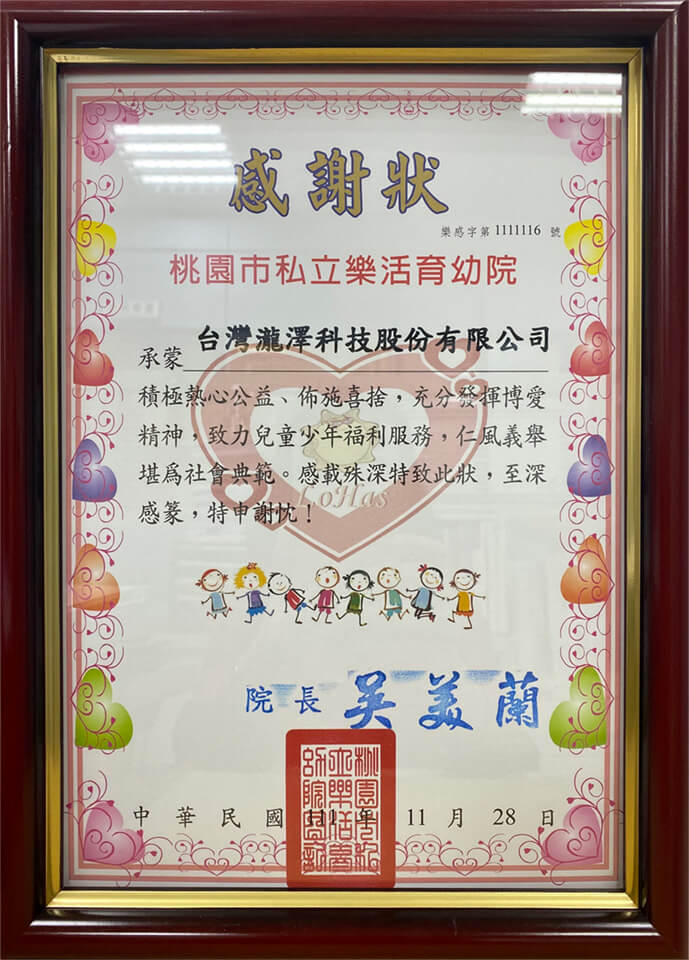 感謝狀
樂感字第 1111116 號
桃園市私立樂活育幼院
承蒙 台灣瀧澤科技股份有限公司
積極熱心公益、佈施喜捨，充分發揮博愛
精神，致力兒童少年福利服務，仁風義舉
堪為社會典範。感載殊深特致此狀，至深
感篆，特申謝忱！
LoHas
院長 吳美蘭
中華民國 111 年 11 月 28 日